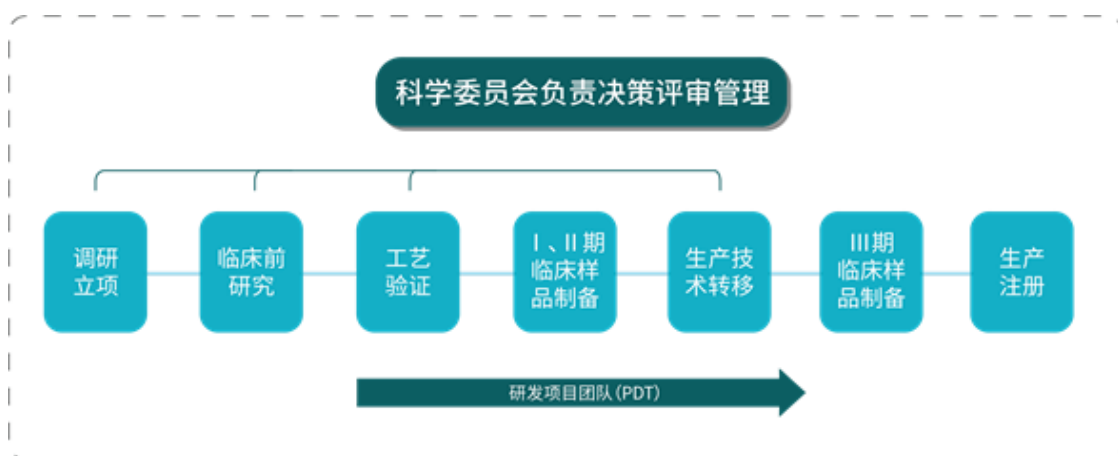 科学委员会负责决策评审管理
调研
立项
临床前
研究
工艺
验证
I、II期
临床样
品制备
生产技
术转移
III期
临床样
品制备
生产
注册
研发项目团队(PDT)